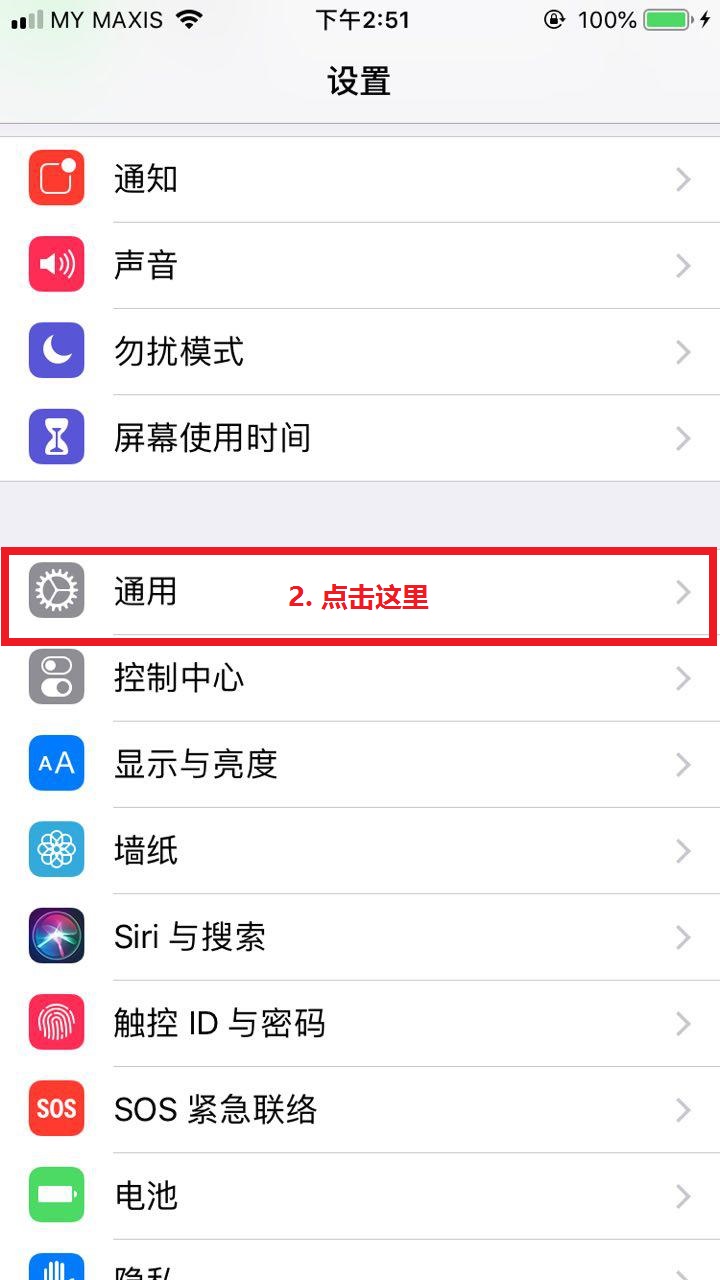 MY MAXIS 下午2:51 100%
设置
通知
声音
勿扰模式
屏幕使用时间
通用 2. 点击这里
控制中心
AA 显示与亮度
墙纸
Siri 与搜索
触控 ID 与密码
SOS SOS 紧急联络
电池
隐私